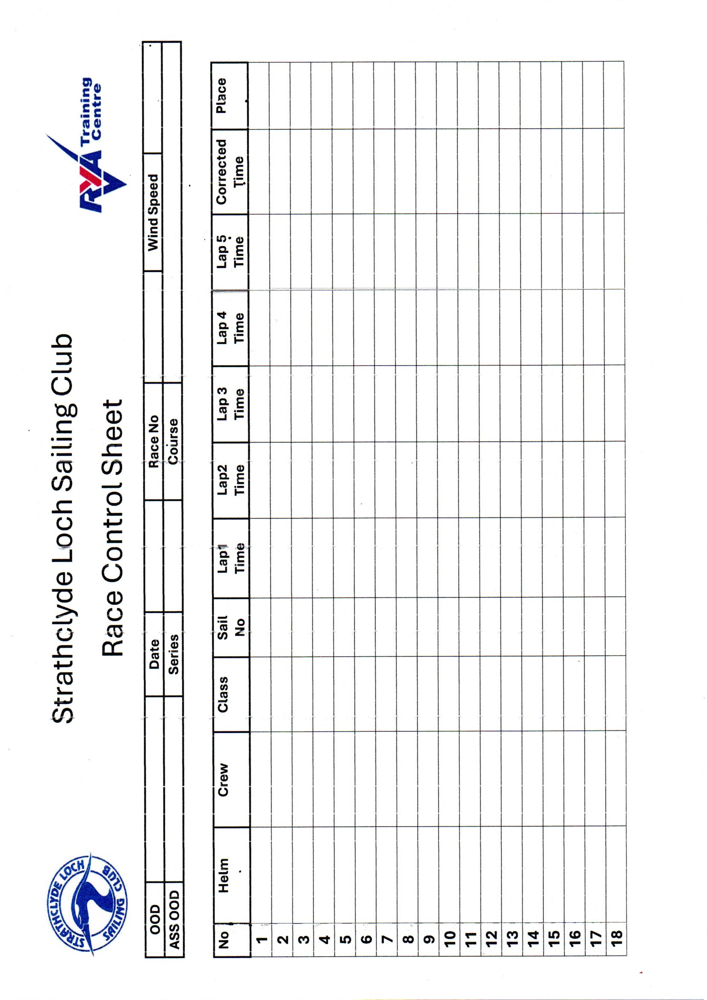 STRATHCLYDE LOCH
SAILING CLUB
Strathclyde Loch Sailing Club
Race Control Sheet
RYA Training
Centre
OOD Date Race No Wind Speed
ASS OOD Series Course
No Helm Crew Class Sail Lap1 Lap2 Lap 3 Lap 4 Lap 5 Corrected Place
No Time Time Time Time Time Time
1
2
3
4
5
6
7
8
9
10
11
12
13
14
15
16
17
18